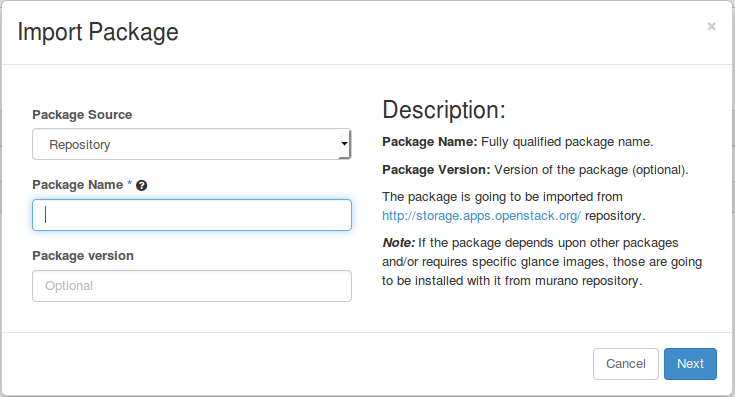 Import Package
×
Package Source
Repository
Package Name * ?
Package version
Optional
Description:
Package Name: Fully qualified package name.
Package Version: Version of the package (optional).
The package is going to be imported from
http://storage.apps.openstack.org/ repository.
Note: If the package depends upon other packages
and/or requires specific glance images, those are going
to be installed with it from murano repository.
Cancel
Next